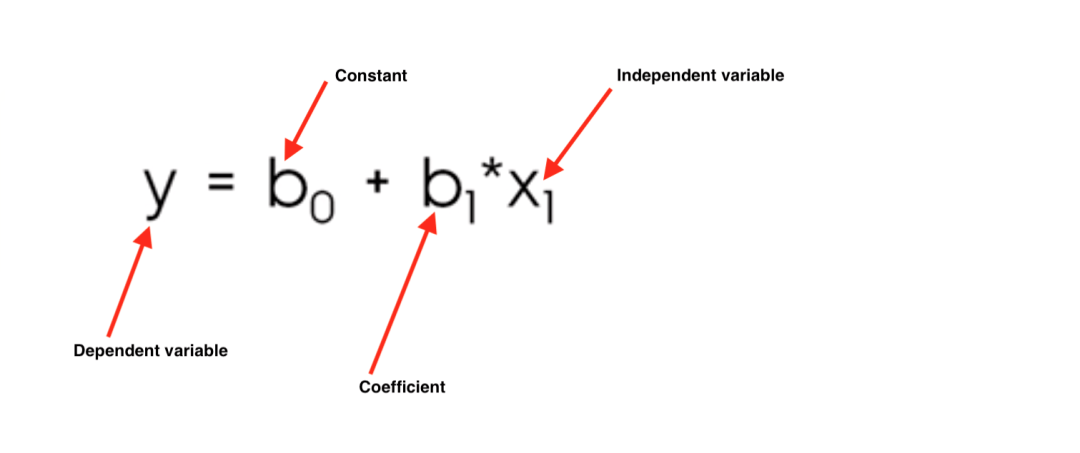 Constant
Independent variable
y = b₀ + b₁*x₁
Dependent variable
Coefficient